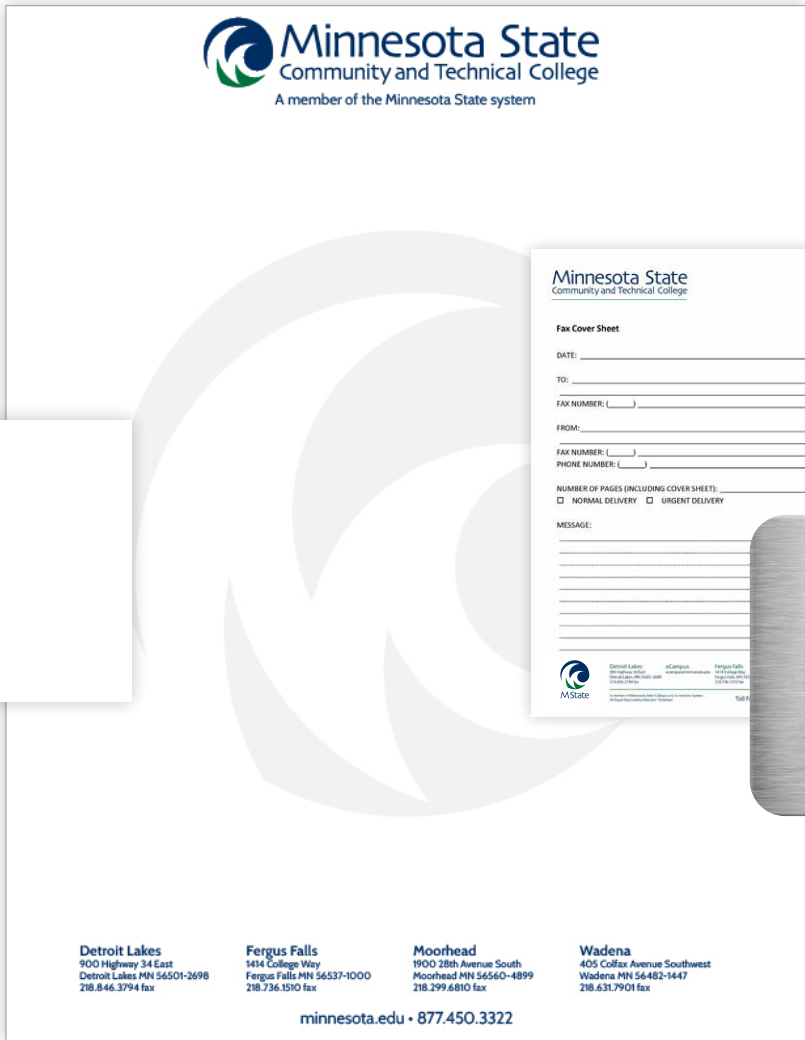 Minnesota State
Community and Technical College
A member of the Minnesota State system
Minnesota State
Community and Technical College
Fax Cover Sheet
DATE:
TO:
FAX NUMBER: (______)
FROM:
FAX NUMBER: (______)
PHONE NUMBER: (______)
NUMBER OF PAGES (INCLUDING COVER SHEET):
☐ NORMAL DELIVERY ☐ URGENT DELIVERY
MESSAGE:
M State
Detroit Lakes eCampus Fergus Falls
Detroit Lakes
900 Highway 34 East
Detroit Lakes MN 56501-2698
218.846.3794 fax
Fergus Falls
1414 College Way
Fergus Falls MN 56537-1000
218.736.1510 fax
Moorhead
1900 28th Avenue South
Moorhead MN 56560-4899
218.299.6810 fax
Wadena
405 Colfax Avenue Southwest
Wadena MN 56482-1447
218.631.7901 fax
minnesota.edu • 877.450.3322